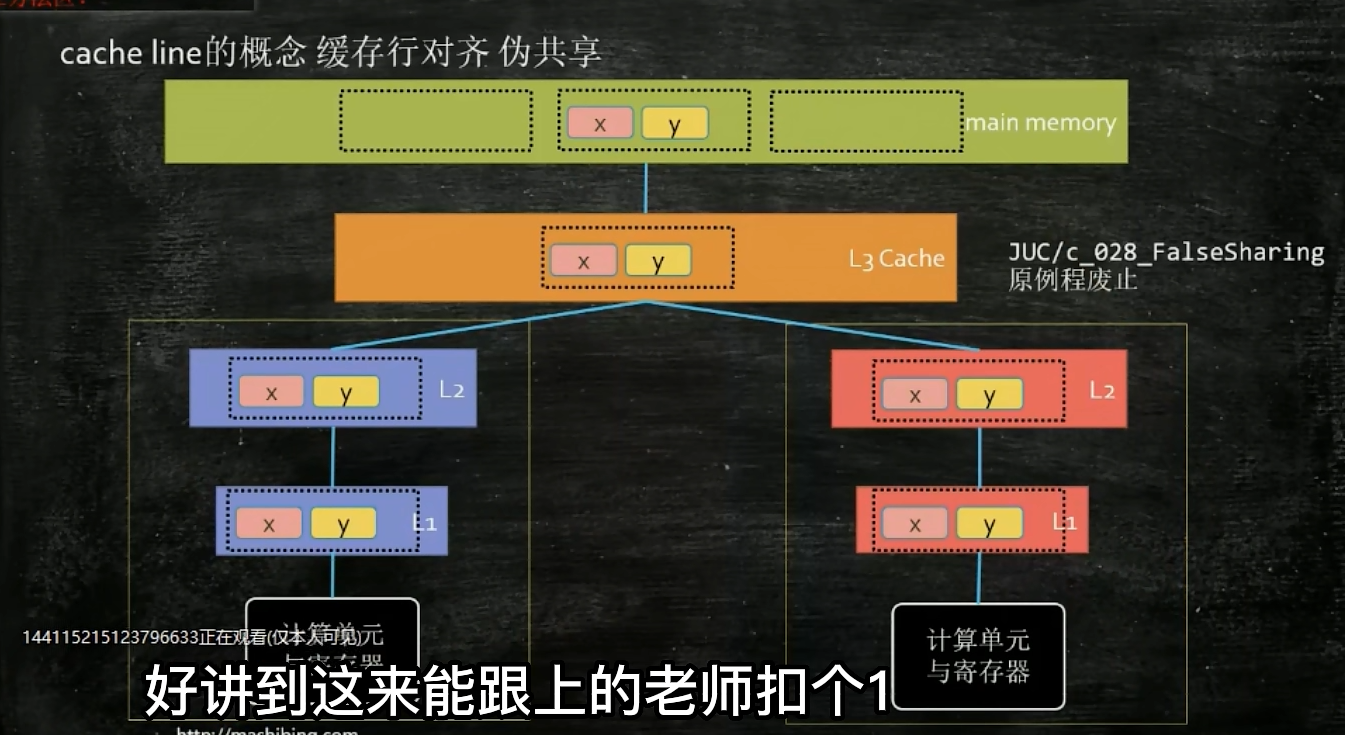 cache line的概念 缓存行对齐 伪共享
x y
main memory
x y
L3 Cache
JUC/c_028_FalseSharing
原例程废止
x y
L2
x y
L2
x y
L1
x y
L1
计算单元
与寄存器
计算单元
与寄存器
144115215123796633正在观看(仅本人可见)
好讲到这来能跟上的老师扣个1
http://mashibing.com